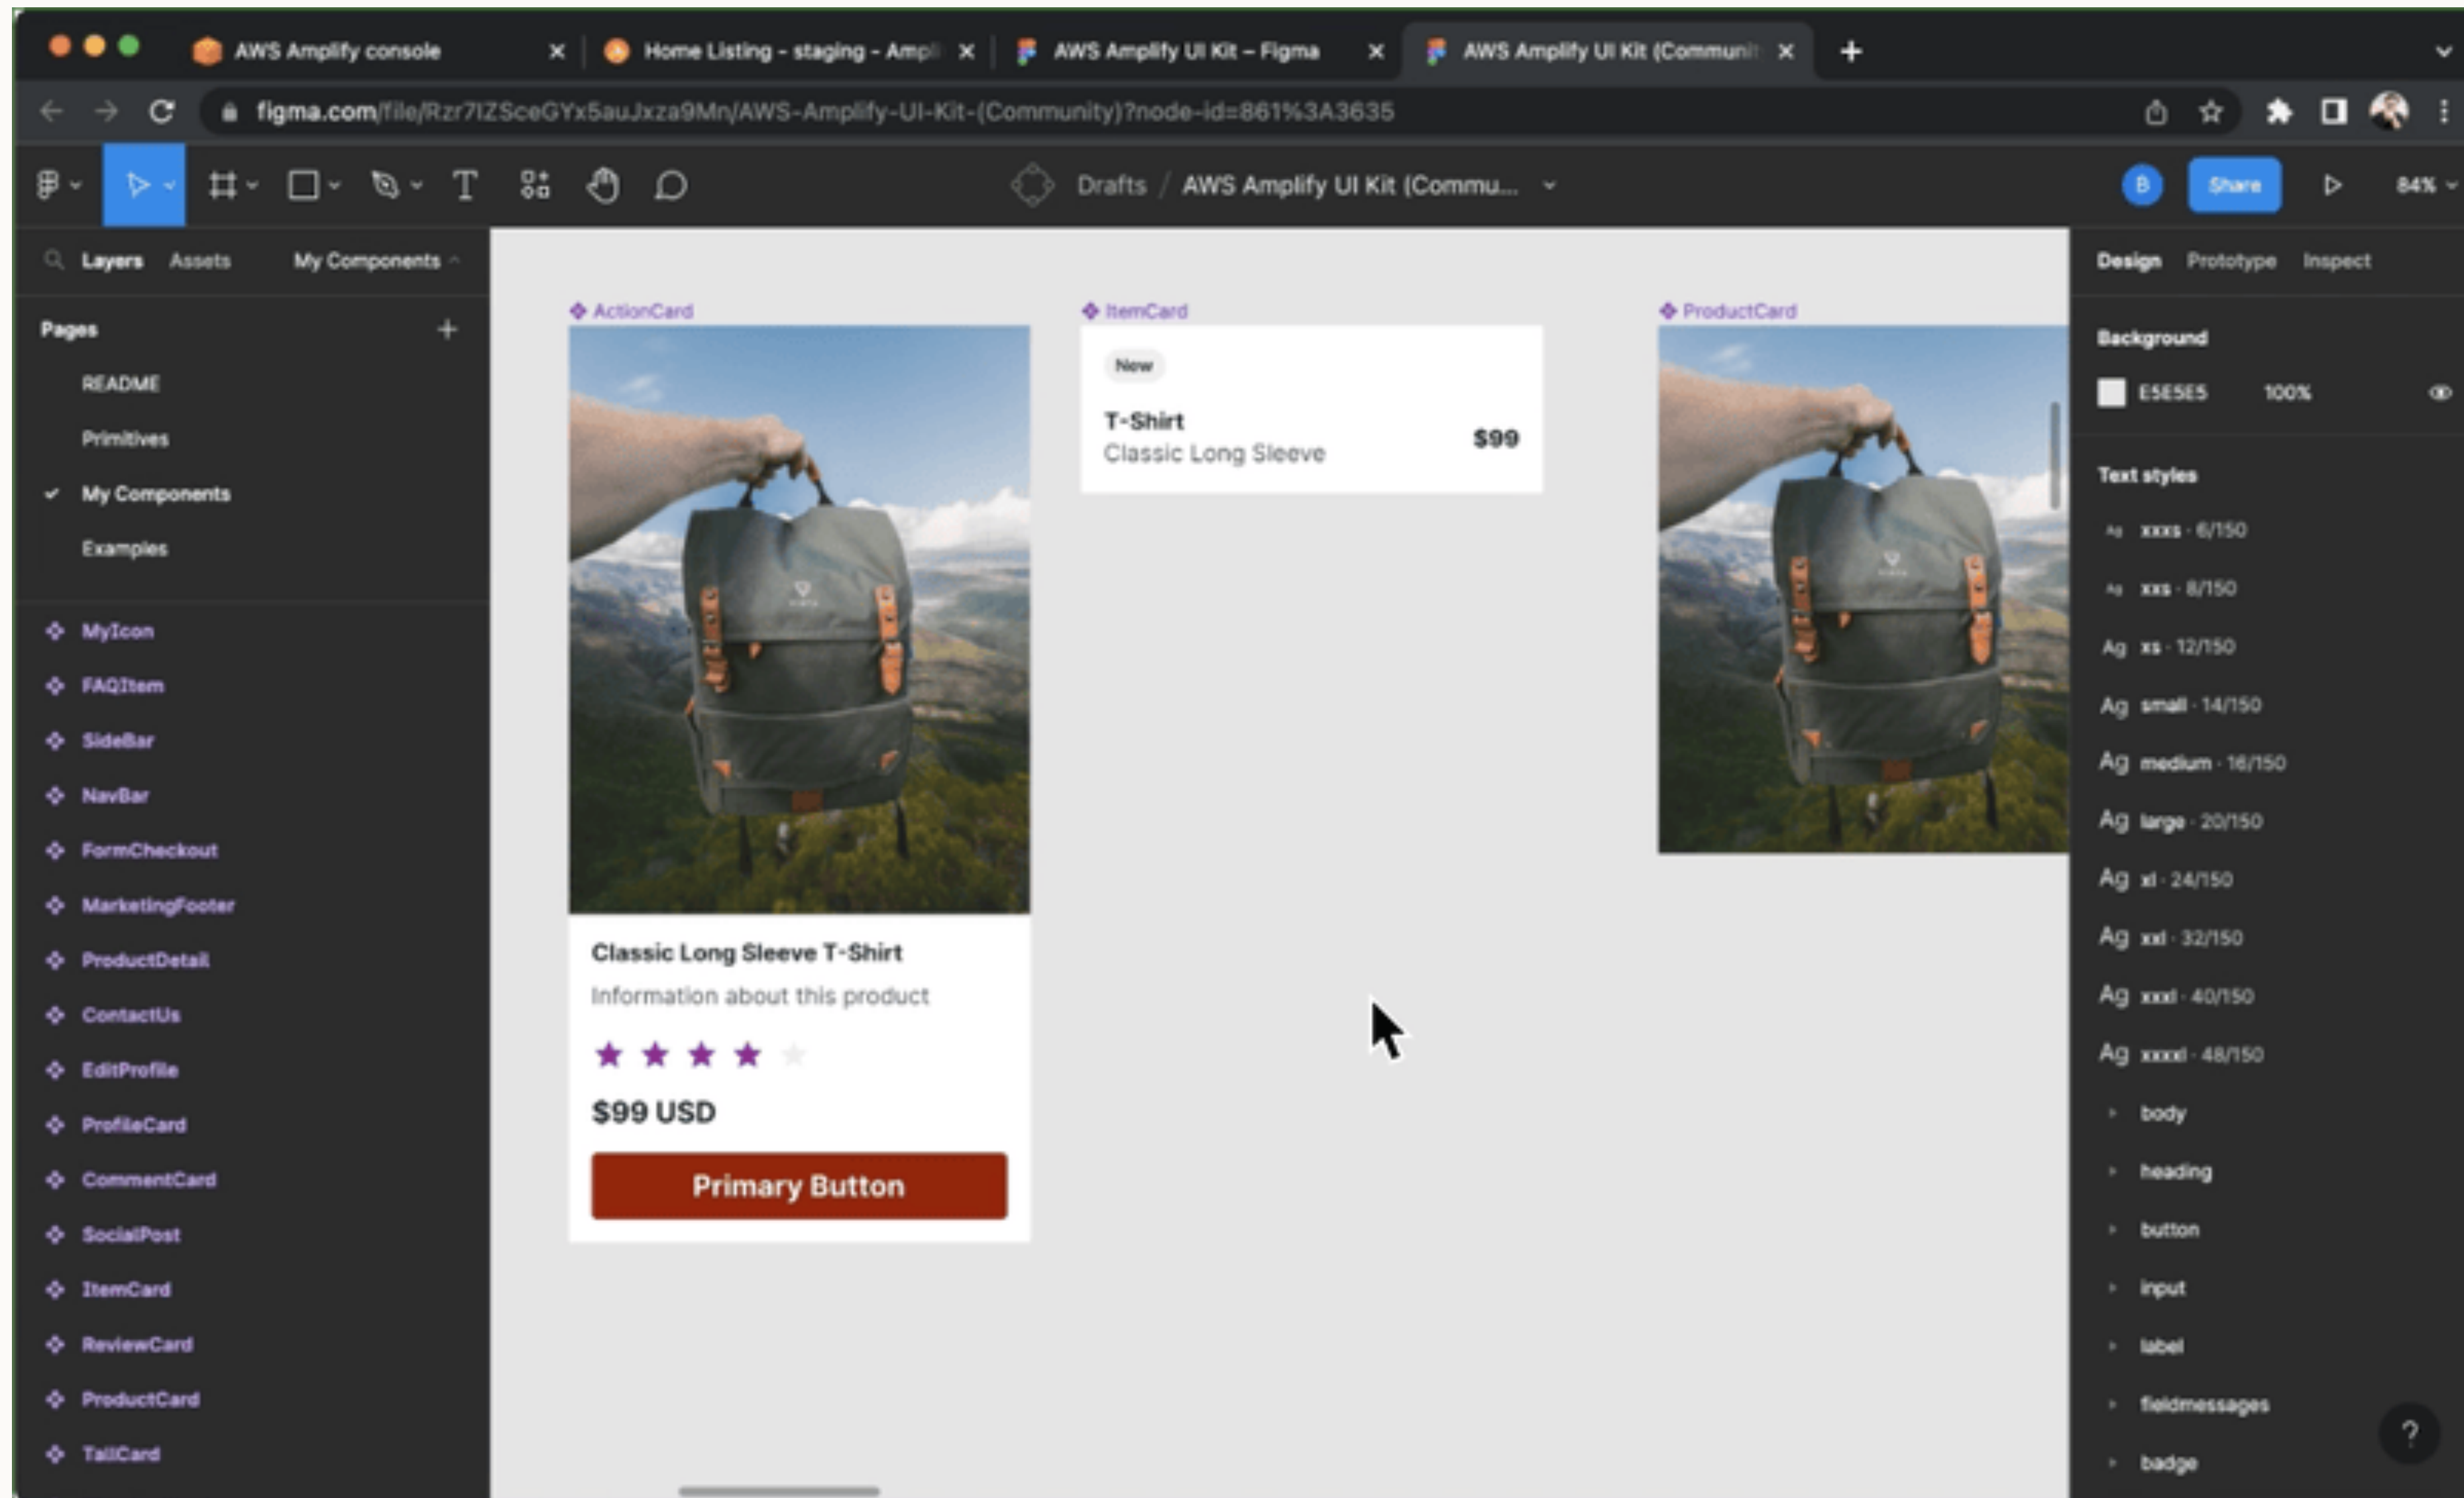 AWS Amplify console
Home Listing - staging - Ampli
AWS Amplify UI Kit – Figma
AWS Amplify UI Kit (Communit
figma.com/file/Rzr7IZSceGYx5auJxza9Mn/AWS-Amplify-UI-Kit-(Community)?node-id=861%3A3635
Drafts / AWS Amplify UI Kit (Commu...
B
Share
84%
Layers
Assets
My Components
Pages
README
Primitives
My Components
Examples
MyIcon
FAQItem
SideBar
NavBar
FormCheckout
MarketingFooter
ProductDetail
ContactUs
EditProfile
ProfileCard
CommentCard
SocialPost
ItemCard
ReviewCard
ProductCard
TallCard
ActionCard
Classic Long Sleeve T-Shirt
Information about this product
$99 USD
Primary Button
ItemCard
New
T-Shirt
Classic Long Sleeve
$99
ProductCard
Design
Prototype
Inspect
Background
E5E5E5 100%
Text styles
Ag xxxs · 6/150
Ag xxs · 8/150
Ag xs · 12/150
Ag small · 14/150
Ag medium · 16/150
Ag large · 20/150
Ag xl · 24/150
Ag xxl · 32/150
Ag xxxl · 40/150
Ag xxxxl · 48/150
body
heading
button
input
label
fieldmessages
badge
?